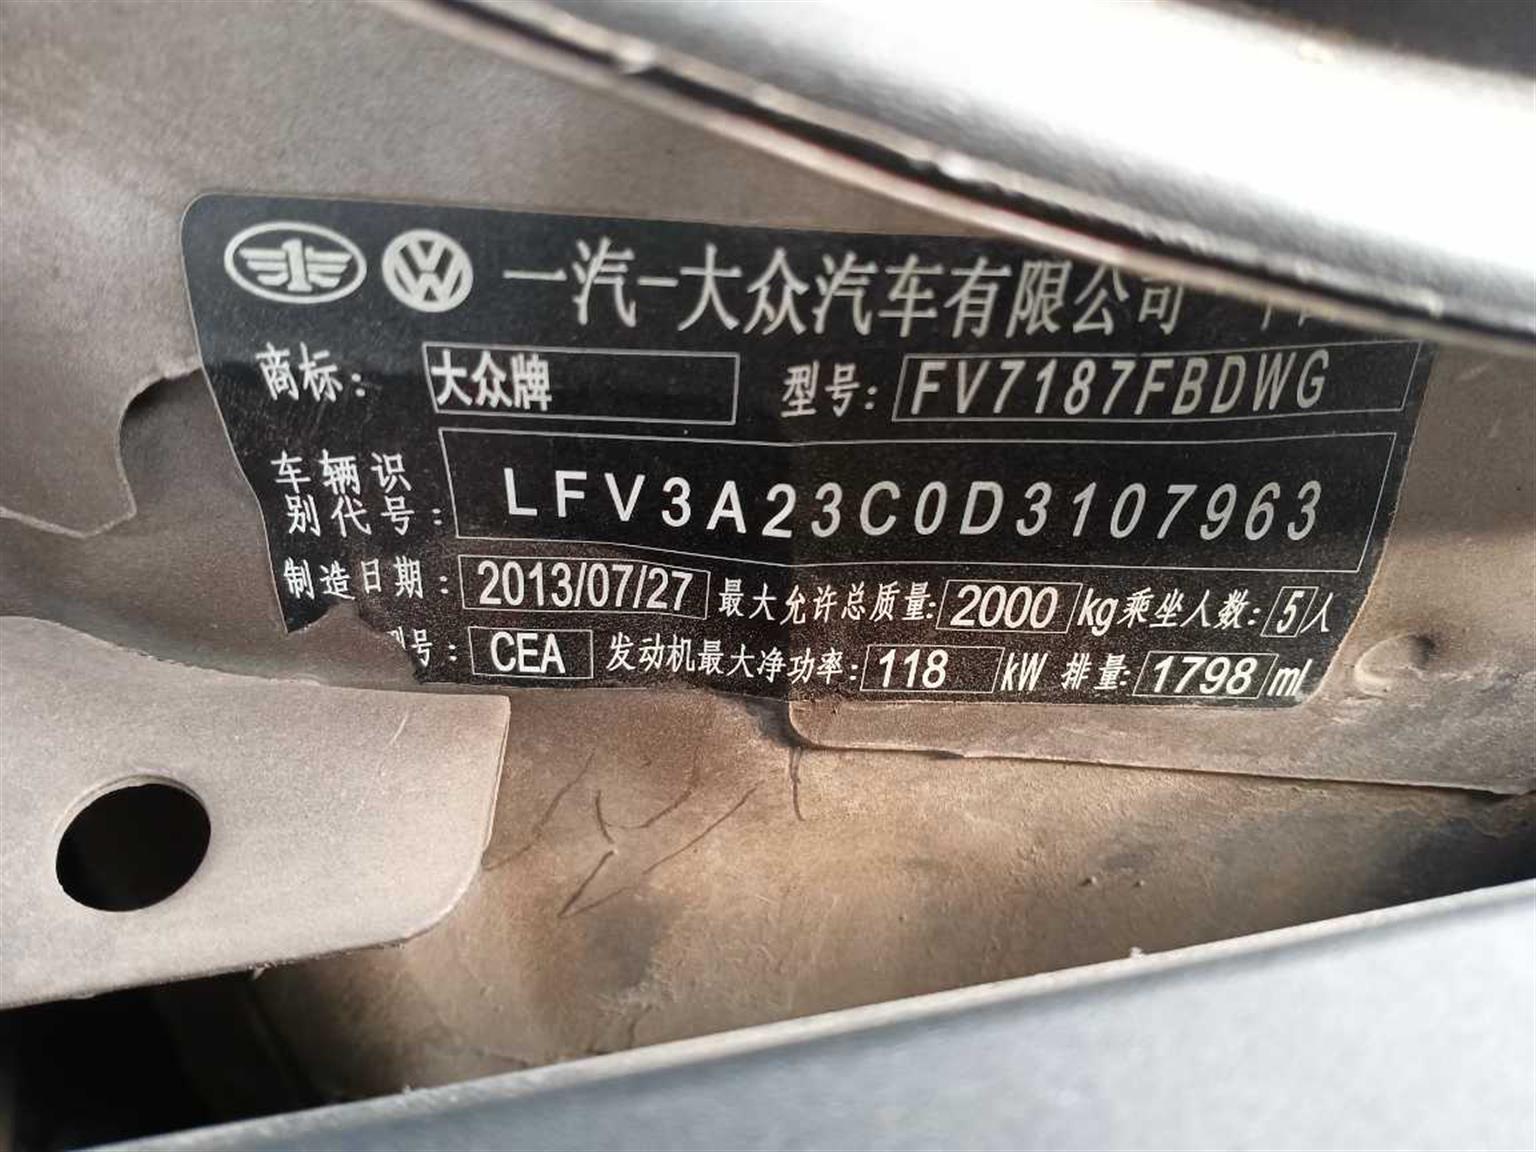 一汽-大众汽车有限公司
商标: 大众牌 型号: FV7187FBDWG
车辆识
别代号: LFV3A23C0D3107963
制造日期: 2013/07/27 最大允许总质量: 2000 kg 乘坐人数: 5 人
型号: CEA 发动机最大净功率: 118 kW 排量: 1798 ml